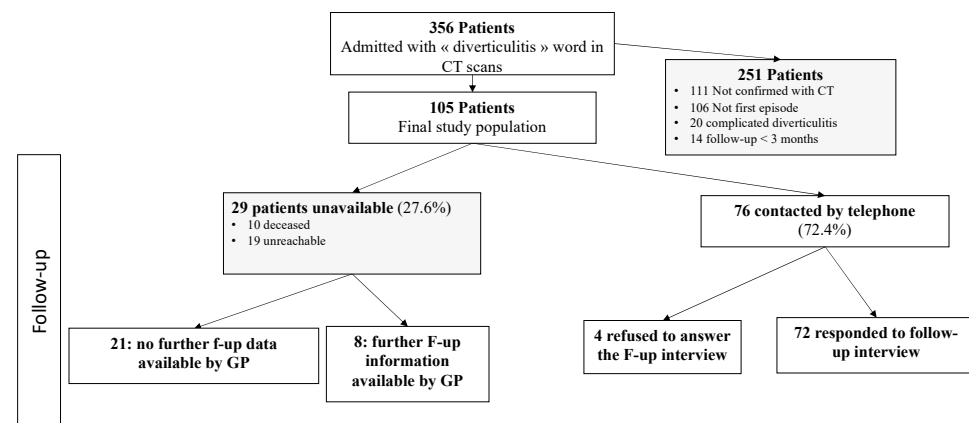 356 Patients
Admitted with « diverticulitis » word in
CT scans
251 Patients
• 111 Not confirmed with CT
• 106 Not first episode
• 20 complicated diverticulitis
• 14 follow-up < 3 months
105 Patients
Final study population
Follow-up
29 patients unavailable (27.6%)
• 10 deceased
• 19 unreachable
76 contacted by telephone
(72.4%)
21: no further f-up data
available by GP
8: further F-up
information
available by GP
4 refused to answer
the F-up interview
72 responded to follow-
up interview